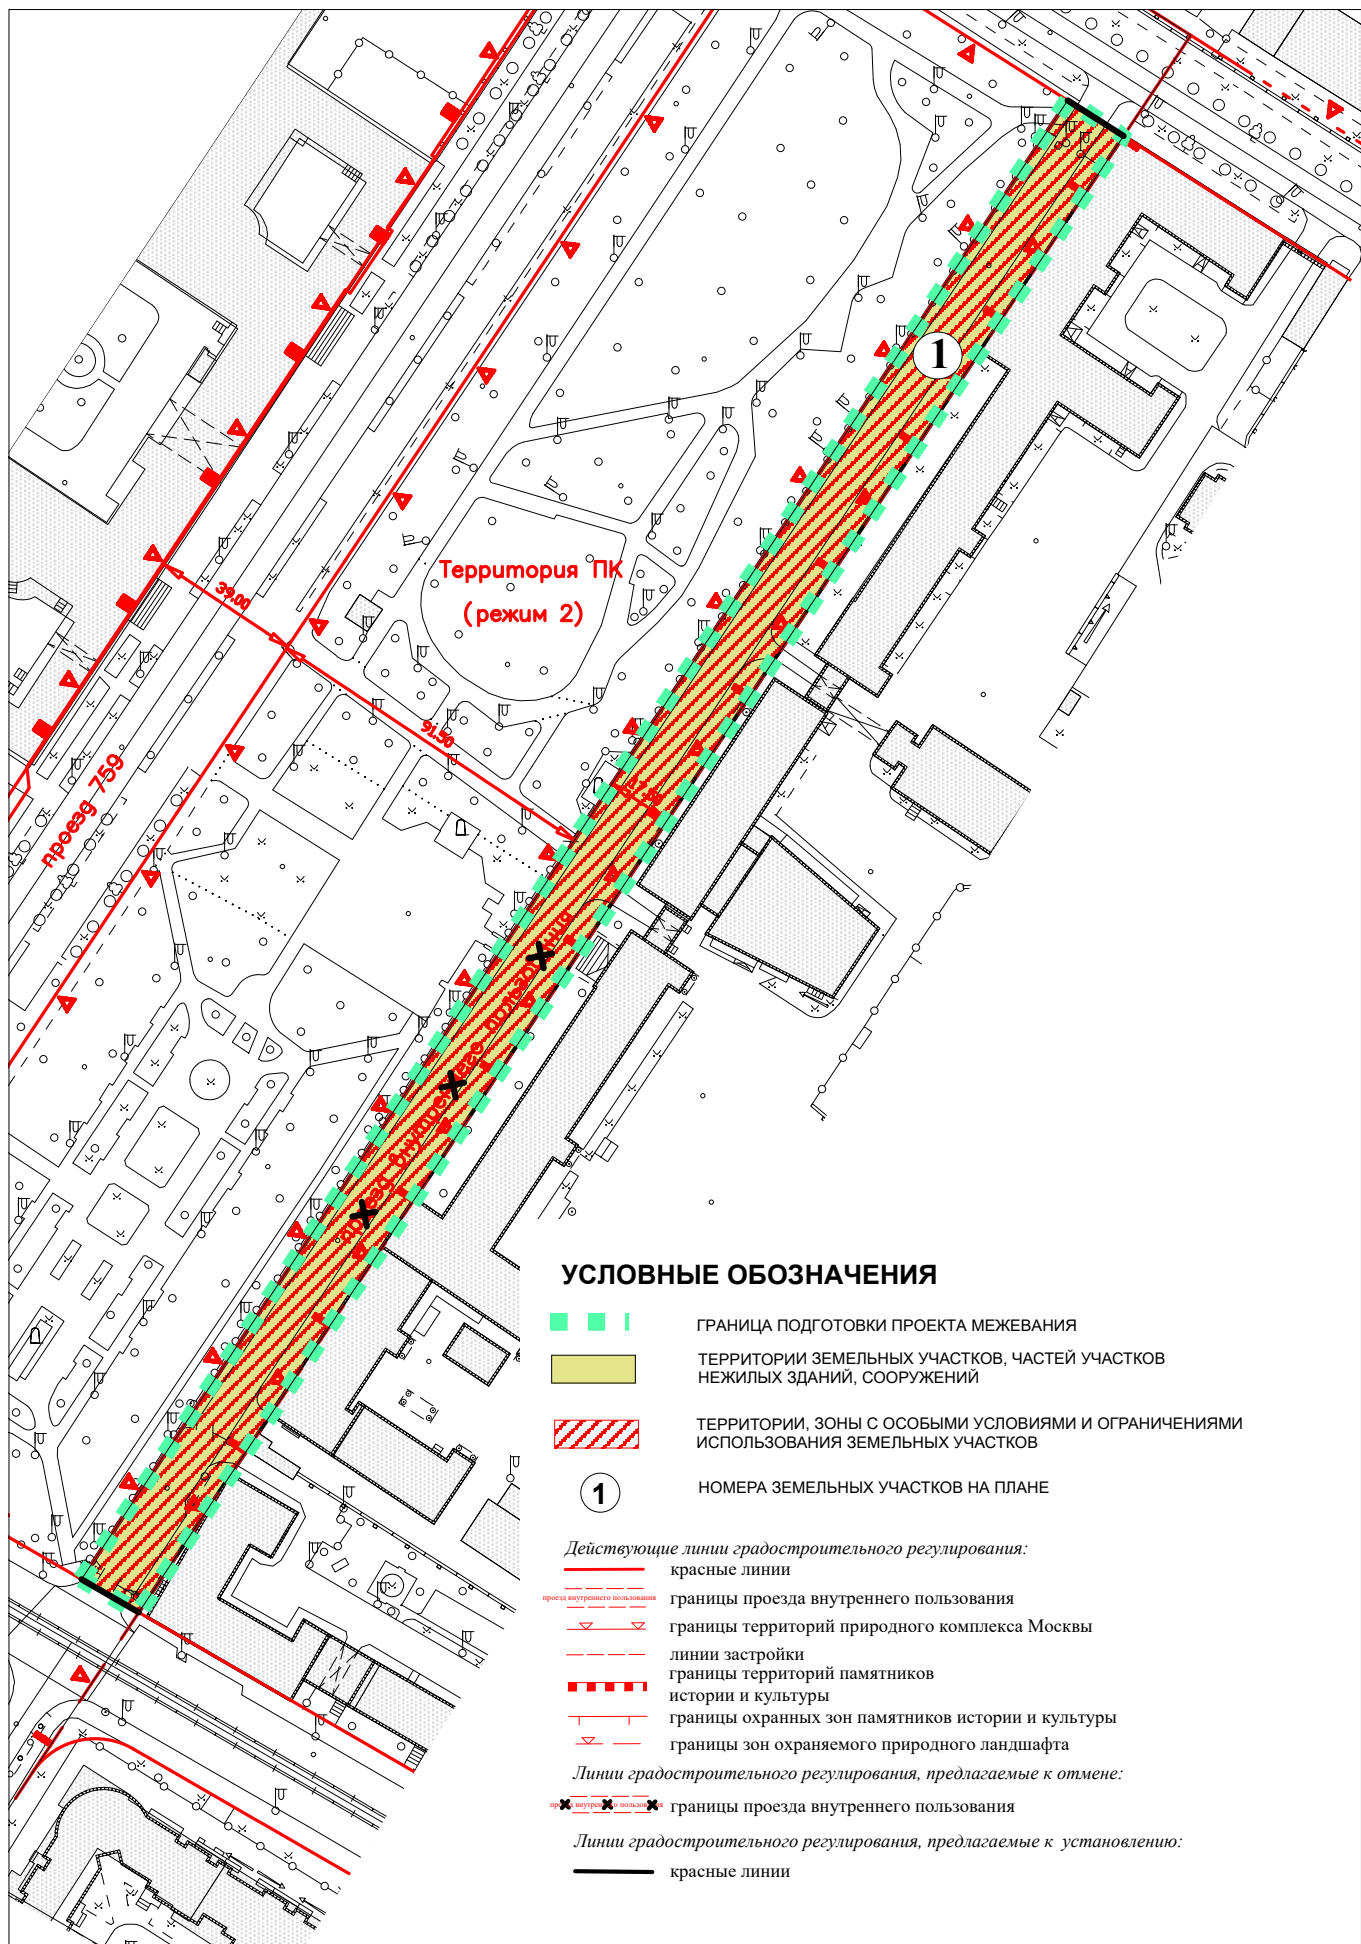 1
Территория ПК
(режим 2)
39.00
91.50
проезд 759
проезд внутреннего пользования
УСЛОВНЫЕ ОБОЗНАЧЕНИЯ
ГРАНИЦА ПОДГОТОВКИ ПРОЕКТА МЕЖЕВАНИЯ
ТЕРРИТОРИИ ЗЕМЕЛЬНЫХ УЧАСТКОВ, ЧАСТЕЙ УЧАСТКОВ
НЕЖИЛЫХ ЗДАНИЙ, СООРУЖЕНИЙ
ТЕРРИТОРИИ, ЗОНЫ С ОСОБЫМИ УСЛОВИЯМИ И ОГРАНИЧЕНИЯМИ
ИСПОЛЬЗОВАНИЯ ЗЕМЕЛЬНЫХ УЧАСТКОВ
1
НОМЕРА ЗЕМЕЛЬНЫХ УЧАСТКОВ НА ПЛАНЕ
Действующие линии градостроительного регулирования:
красные линии
проезд внутреннего пользования
границы проезда внутреннего пользования
границы территорий природного комплекса Москвы
линии застройки
границы территорий памятников
истории и культуры
границы охранных зон памятников истории и культуры
границы зон охраняемого природного ландшафта
Линии градостроительного регулирования, предлагаемые к отмене:
проезд внутреннего пользования
границы проезда внутреннего пользования
Линии градостроительного регулирования, предлагаемые к установлению:
красные линии